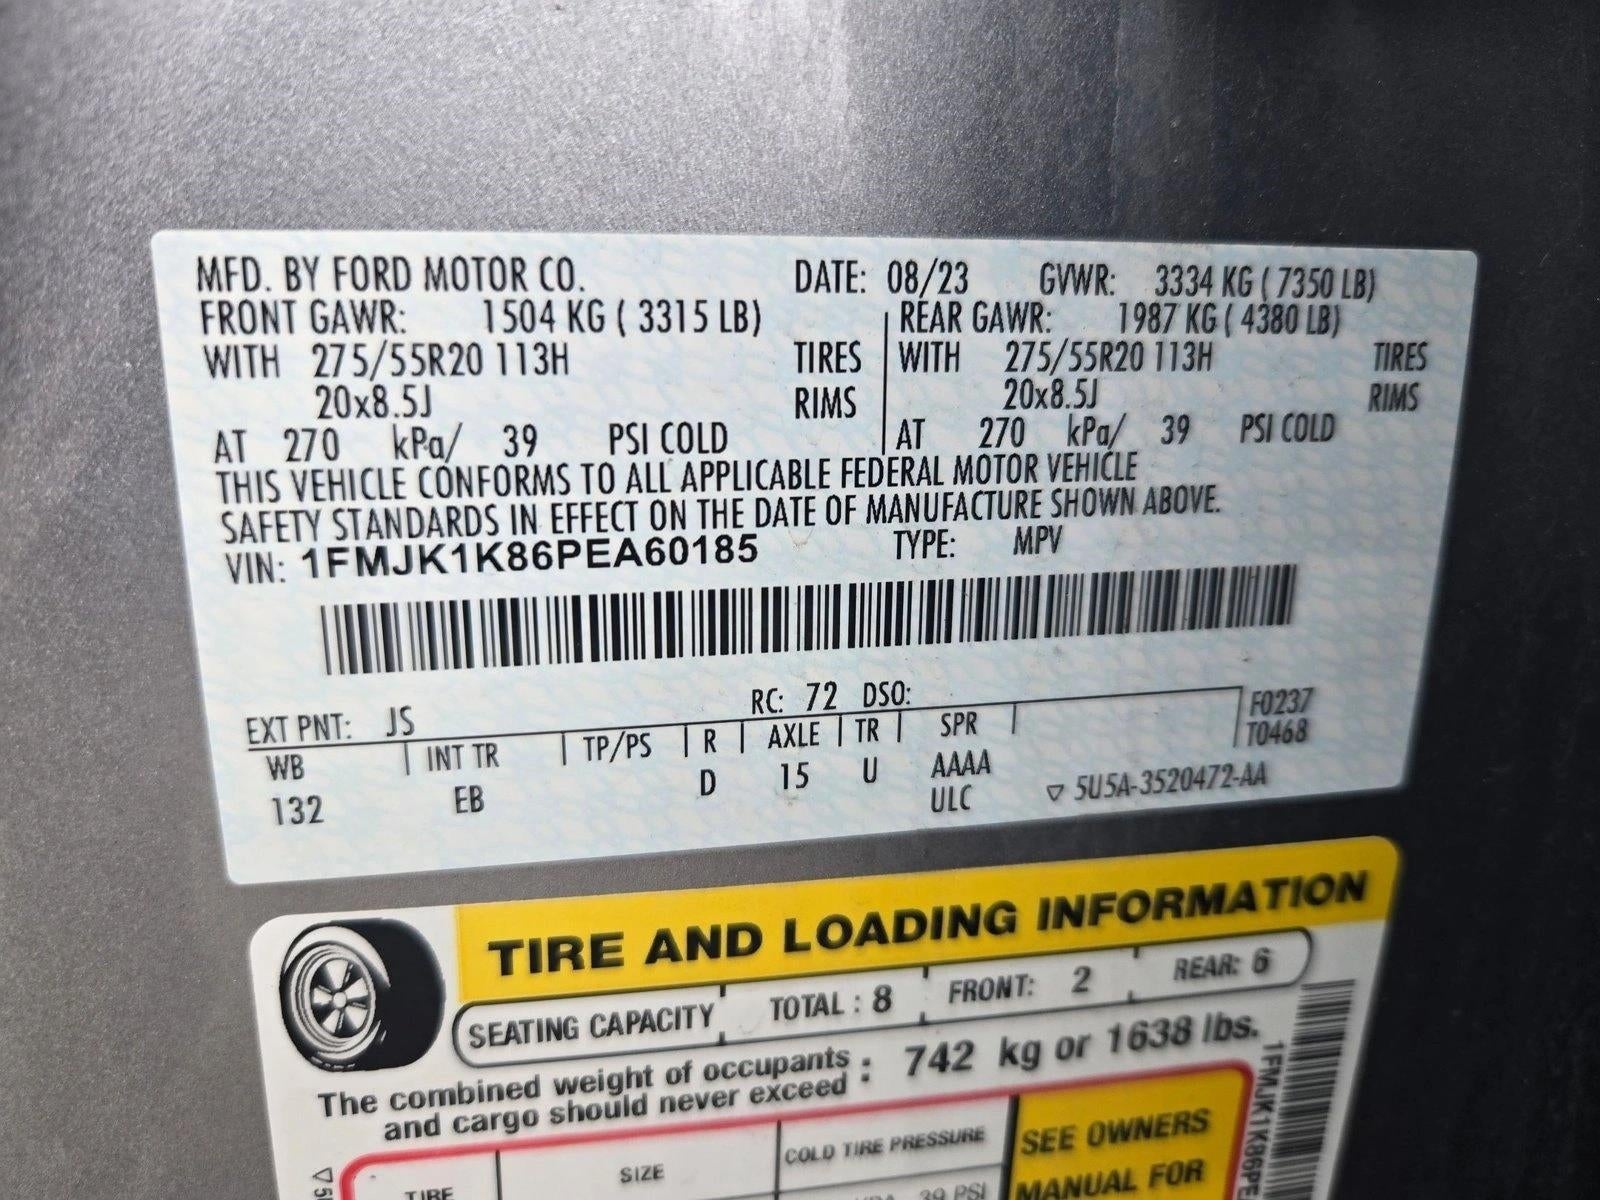 MFD. BY FORD MOTOR CO. DATE: 08/23 GVWR: 3334 KG ( 7350 LB)
FRONT GAWR: 1504 KG ( 3315 LB) REAR GAWR: 1987 KG ( 4380 LB)
WITH 275/55R20 113H TIRES WITH 275/55R20 113H TIRES
20x8.5J RIMS 20x8.5J RIMS
AT 270 kPa/ 39 PSI COLD AT 270 kPa/ 39 PSI COLD
THIS VEHICLE CONFORMS TO ALL APPLICABLE FEDERAL MOTOR VEHICLE
SAFETY STANDARDS IN EFFECT ON THE DATE OF MANUFACTURE SHOWN ABOVE.
VIN: 1FMJK1K86PEA60185 TYPE: MPV
EXT PNT: JS RC: 72 DSO: F0237
WB INT TR TP/PS R AXLE TR SPR T0468
132 EB D 15 U AAAA
ULC ▽ 5U5A-3520472-AA
TIRE AND LOADING INFORMATION
SEATING CAPACITY TOTAL : 8 FRONT: 2 REAR: 6
The combined weight of occupants
and cargo should never exceed : 742 kg or 1638 lbs.
TIRE SIZE COLD TIRE PRESSURE SEE OWNERS
39 PSI MANUAL FOR
1FMJK1K86PE